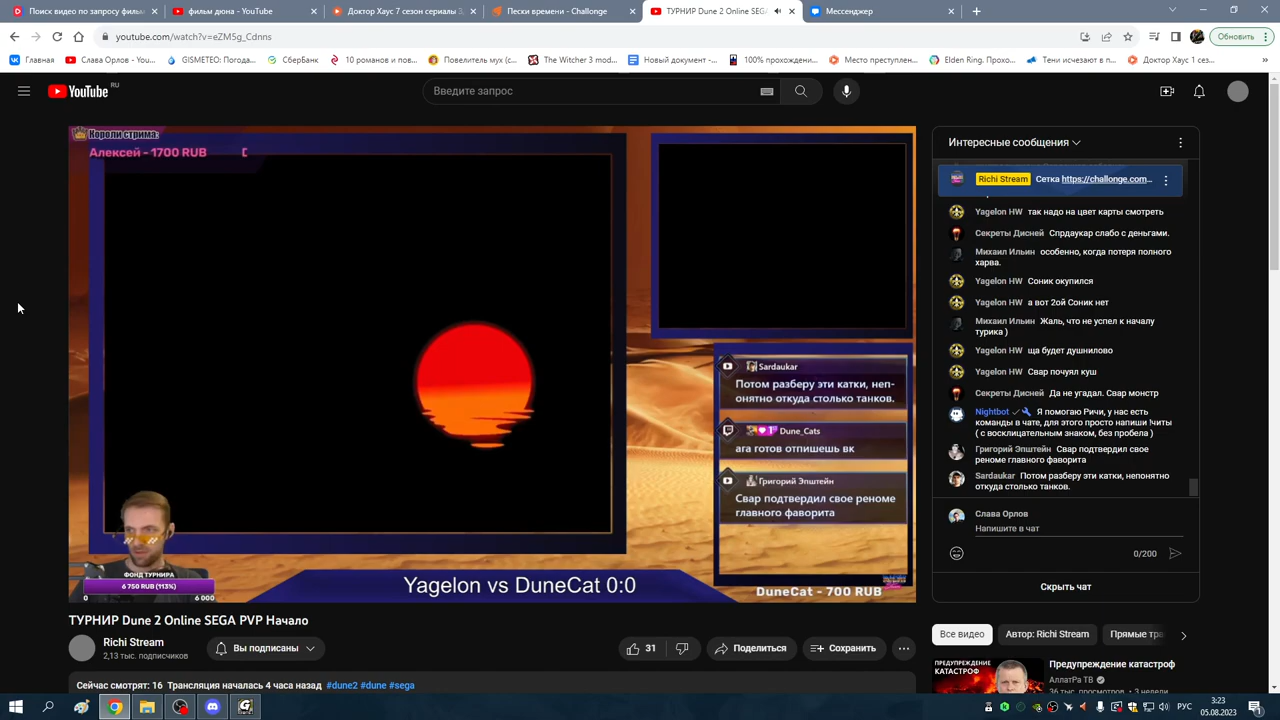 Поиск видео по запросу фильм
фильм дюна - YouTube
Доктор Хаус 7 сезон сериалы 3,
Пески времени - Challonge
ТУРНИР Dune 2 Online SEGA
Мессенджер
youtube.com/watch?v=eZM5g_Cdnns
Обновить
Главная
Слава Орлов - You...
GISMETEO: Погода...
СберБанк
10 романов и пов...
Повелитель мух (с...
The Witcher 3 mod...
Новый документ -...
100% прохождени...
Место преступлен...
Elden Ring. Прохо...
Тени исчезают в п...
Доктор Хаус 1 сез...
YouTube RU
Введите запрос
Короли стрима:
Алексей - 1700 RUB
Sardaukar
Потом разберу эти катки, неп-
онятно откуда столько танков.
Dune_Cats
ага готов отпишешь вк
Григорий Эпштейн
Свар подтвердил свое реноме
главного фаворита
ФОНД ТУРНИРА
6 750 RUB (113%)
0 6 000
Yagelon vs DuneCat 0:0
DuneCat - 700 RUB
Интересные сообщения
Richi Stream Сетка https://challonge.com...
Yagelon HW так надо на цвет карты смотреть
Секреты Дисней Спрдаукар слабо с деньгами.
Михаил Ильин особенно, когда потеря полного
харва.
Yagelon HW Соник окупился
Yagelon HW а вот 2ой Соник нет
Михаил Ильин Жаль, что не успел к началу
турика )
Yagelon HW ща будет душнилово
Yagelon HW Свар почуял куш
Секреты Дисней Да не угадал. Свар монстр
Nightbot Я помогаю Ричи, у нас есть
команды в чате, для этого просто напиши !читы
( с восклицательным знаком, без пробела )
Григорий Эпштейн Свар подтвердил свое
реноме главного фаворита
Sardaukar Потом разберу эти катки, непонятно
откуда столько танков.
Слава Орлов
Напишите в чат
0/200
Скрыть чат
ТУРНИР Dune 2 Online SEGA PVP Начало
Richi Stream
2,13 тыс. подписчиков
Вы подписаны
31
Поделиться
Сохранить
Сейчас смотрят: 16 Трансляция началась 4 часа назад #dune2 #dune #sega
Все видео
Автор: Richi Stream
Прямые тра
ПРЕДУПРЕЖДЕНИЕ
КАТАСТРОФ
Предупреждение катастроф
АллатРа ТВ
36 тыс. просмотров • 3 недели
РУС
3:23
05.08.2023